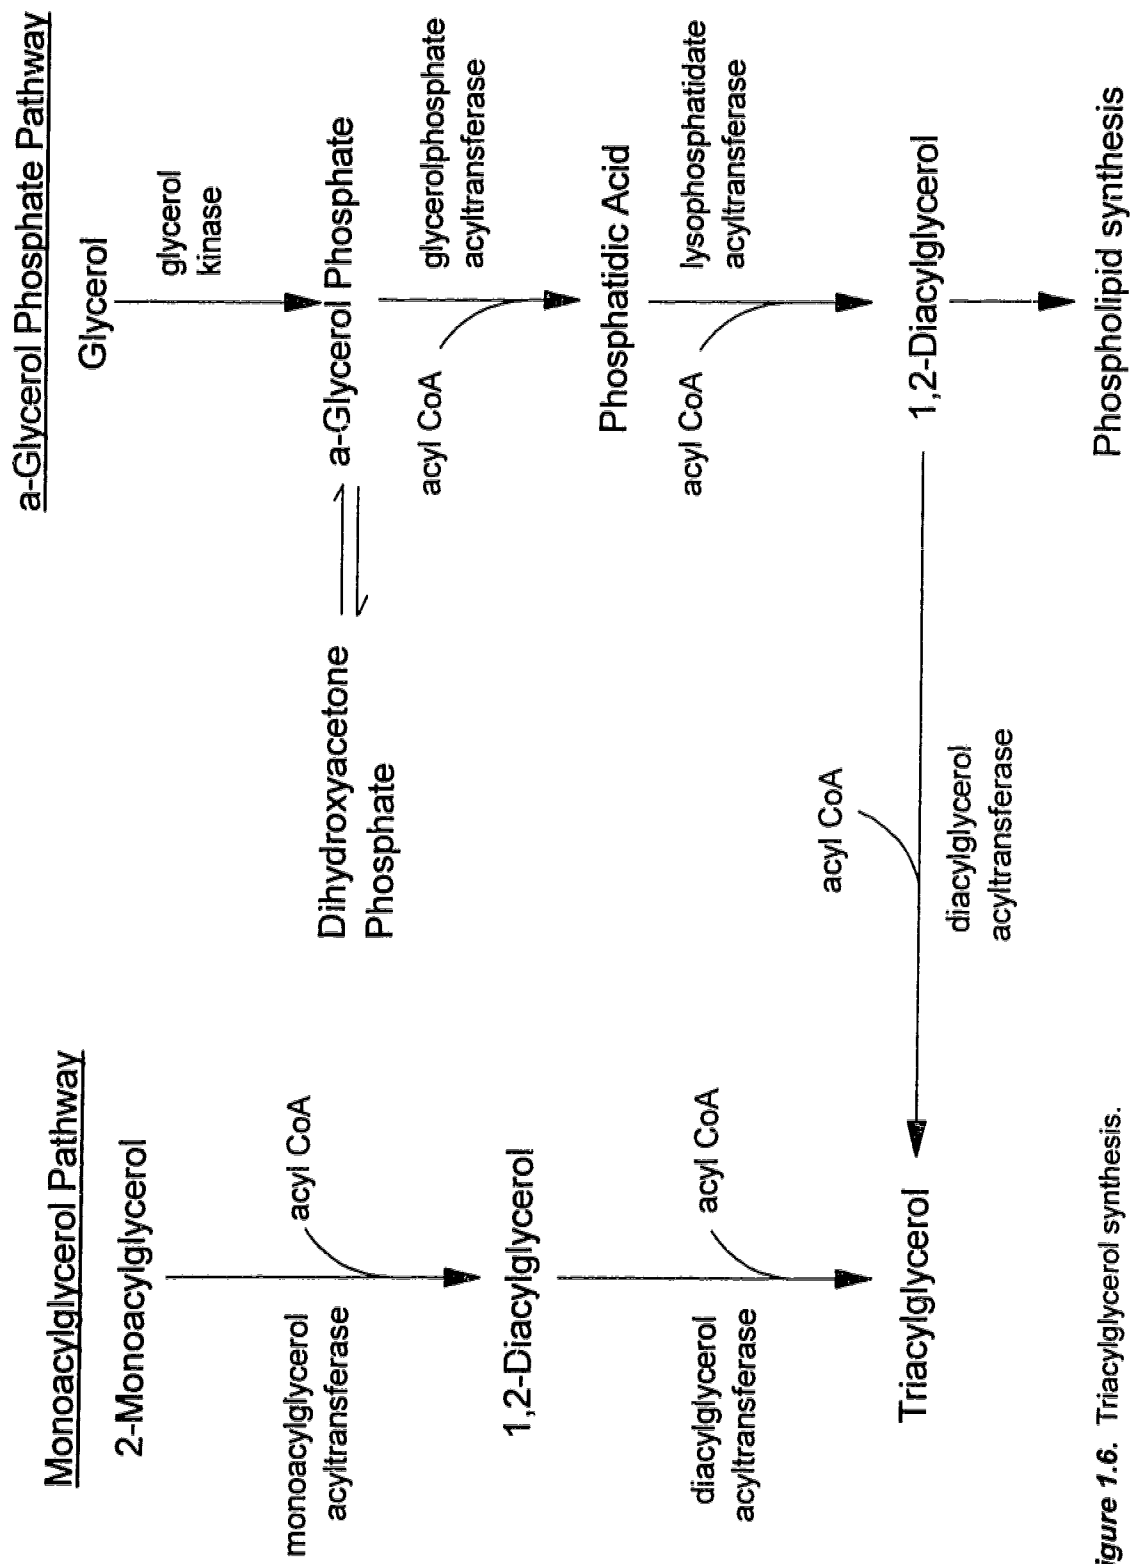 Monoacylglycerol Pathway
2-Monoacylglycerol
monoacylglycerol
acyltransferase
acyl CoA
1,2-Diacylglycerol
diacylglycerol
acyltransferase
acyl CoA
Triacylglycerol
a-Glycerol Phosphate Pathway
Glycerol
glycerol
kinase
Dihydroxyacetone
Phosphate
a-Glycerol Phosphate
acyl CoA
glycerolphosphate
acyltransferase
Phosphatidic Acid
acyl CoA
lysophosphatidate
acyltransferase
1,2-Diacylglycerol
acyl CoA
diacylglycerol
acyltransferase
Phospholipid synthesis
igure 1.6. Triacylglycerol synthesis.